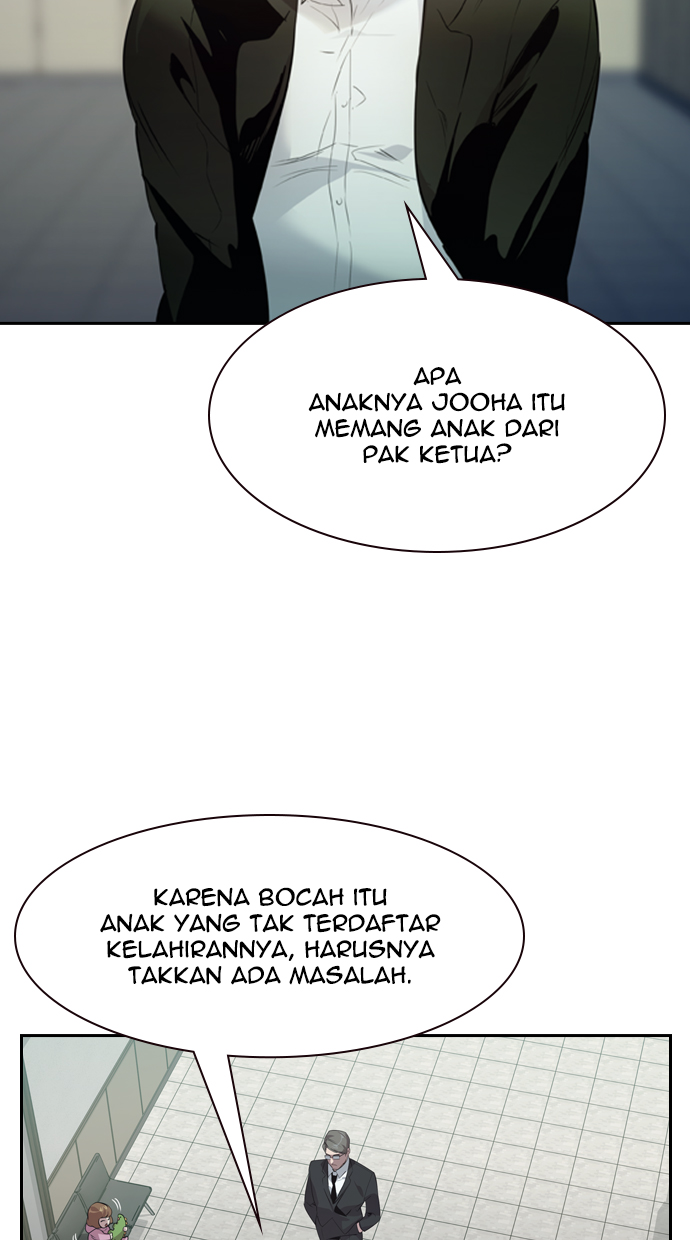 APA
ANAKNYA JOOHA ITU
MEMANG ANAK DARI
PAK KETUA?
KARENA BOCAH ITU
ANAK YANG TAK TERDAFTAR
KELAHIRANNYA, HARUSNYA
TAKKAN ADA MASALAH.